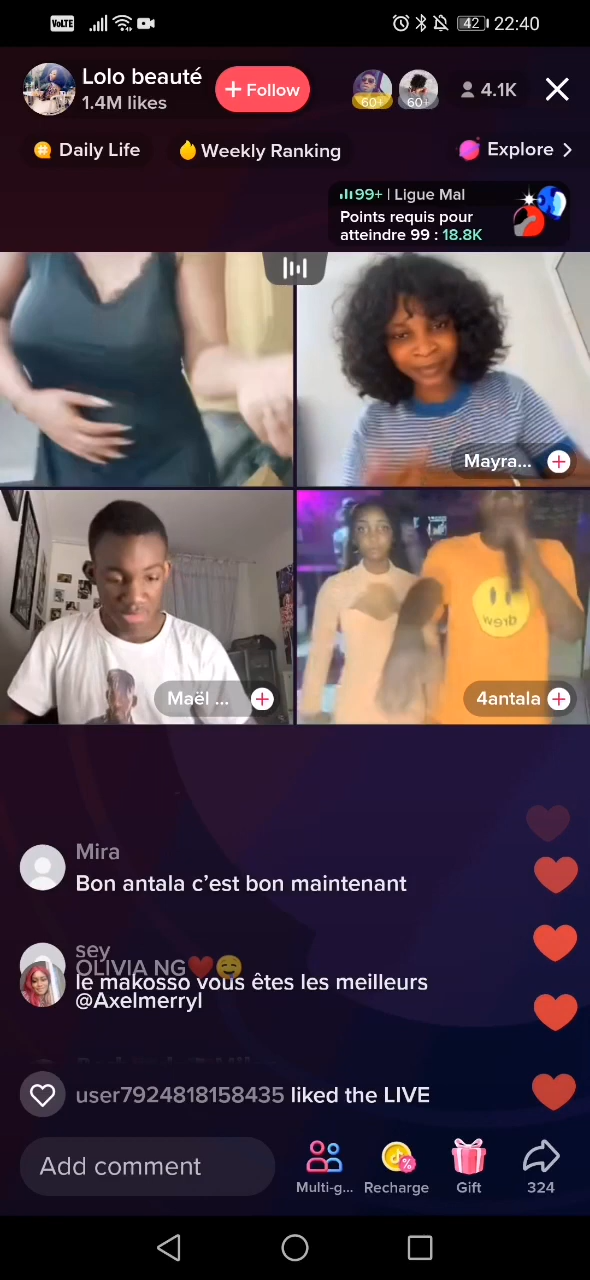 VoLTE
42 22:40
Lolo beauté
1.4M likes
+ Follow
60+
60+
4.1K
Daily Life
Weekly Ranking
Explore
99+ | Ligue Mal
Points requis pour
atteindre 99 : 18.8K
Mayra...
Maël ...
drew
4antala
Mira
Bon antala c'est bon maintenant
sey
OLIVIA NG❤️☺️
le makosso vous êtes les meilleurs
@Axelmerryl
user7924818158435 liked the LIVE
Add comment
Multi-g...
Recharge
Gift
324